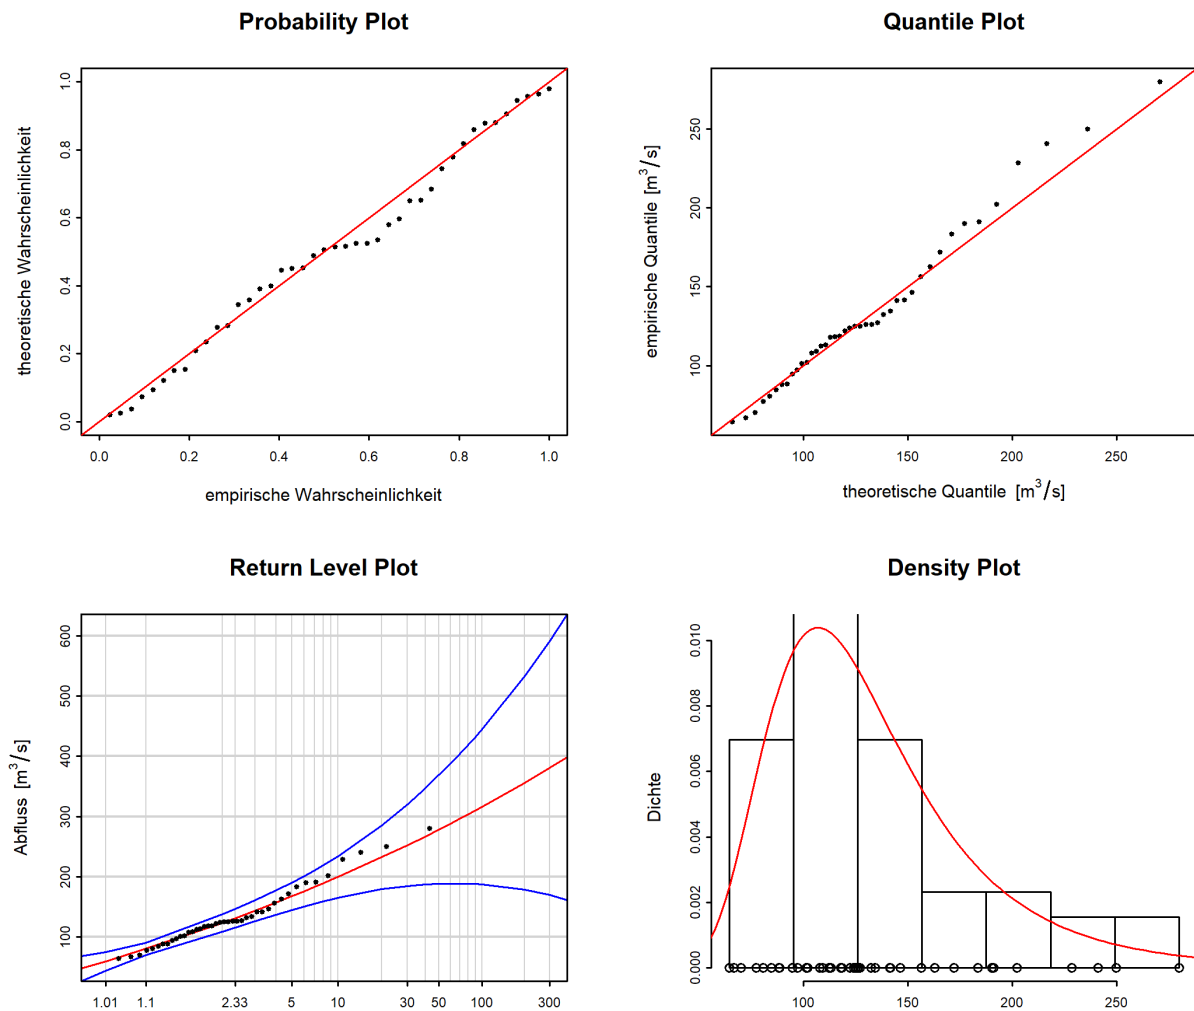 Probability Plot
theoretische Wahrscheinlichkeit
0.0 0.2 0.4 0.6 0.8 1.0
0.0 0.2 0.4 0.6 0.8 1.0
empirische Wahrscheinlichkeit
Quantile Plot
empirische Quantile [m³/s]
100 150 200 250
100 150 200 250
theoretische Quantile [m³/s]
Return Level Plot
Abfluss [m³/s]
100 200 300 400 500 600
1.01 1.1 2.33 5 10 30 50 100 300
Density Plot
Dichte
0.000 0.002 0.004 0.006 0.008 0.010
100 150 200 250